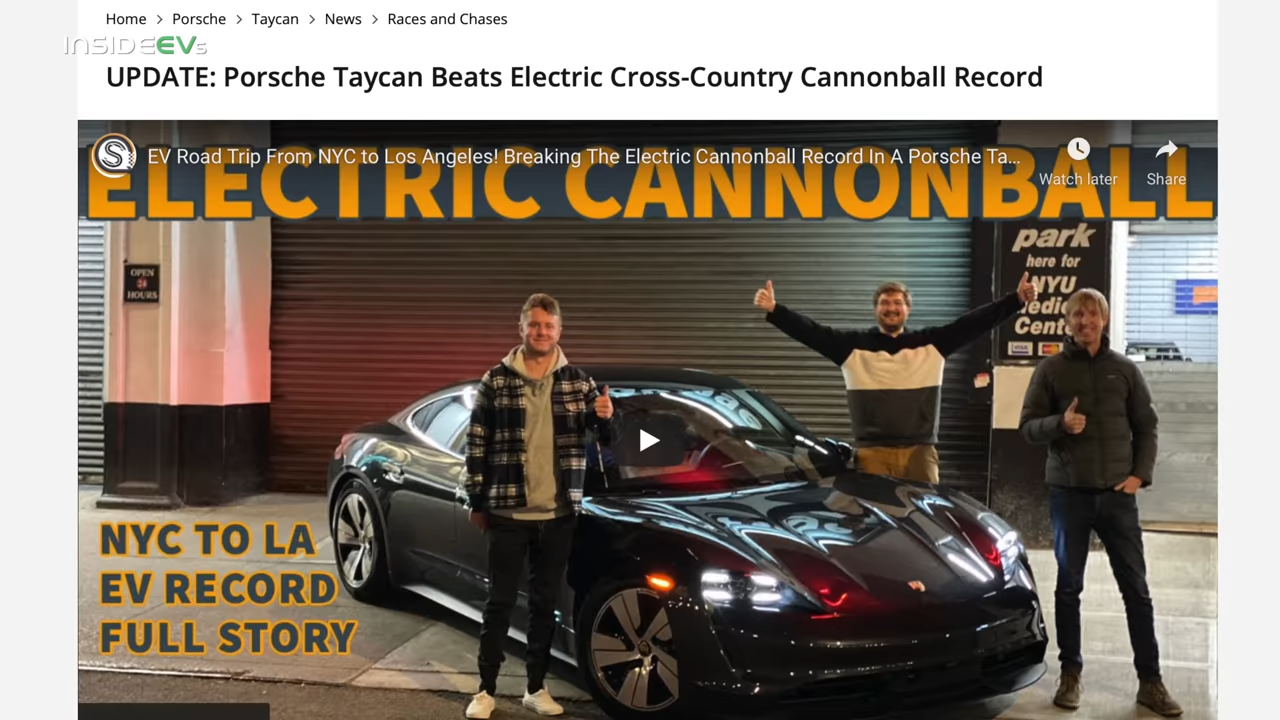 Home > Porsche > Taycan > News > Races and Chases
INSIDEEVs
UPDATE: Porsche Taycan Beats Electric Cross-Country Cannonball Record
S
EV Road Trip From NYC to Los Angeles! Breaking The Electric Cannonball Record In A Porsche Ta...
Watch later
Share
ELECTRIC CANNONBALL
park
here for
NYU
Cent
VISA
OPEN
24
HOURS
NYC TO LA
EV RECORD
FULL STORY